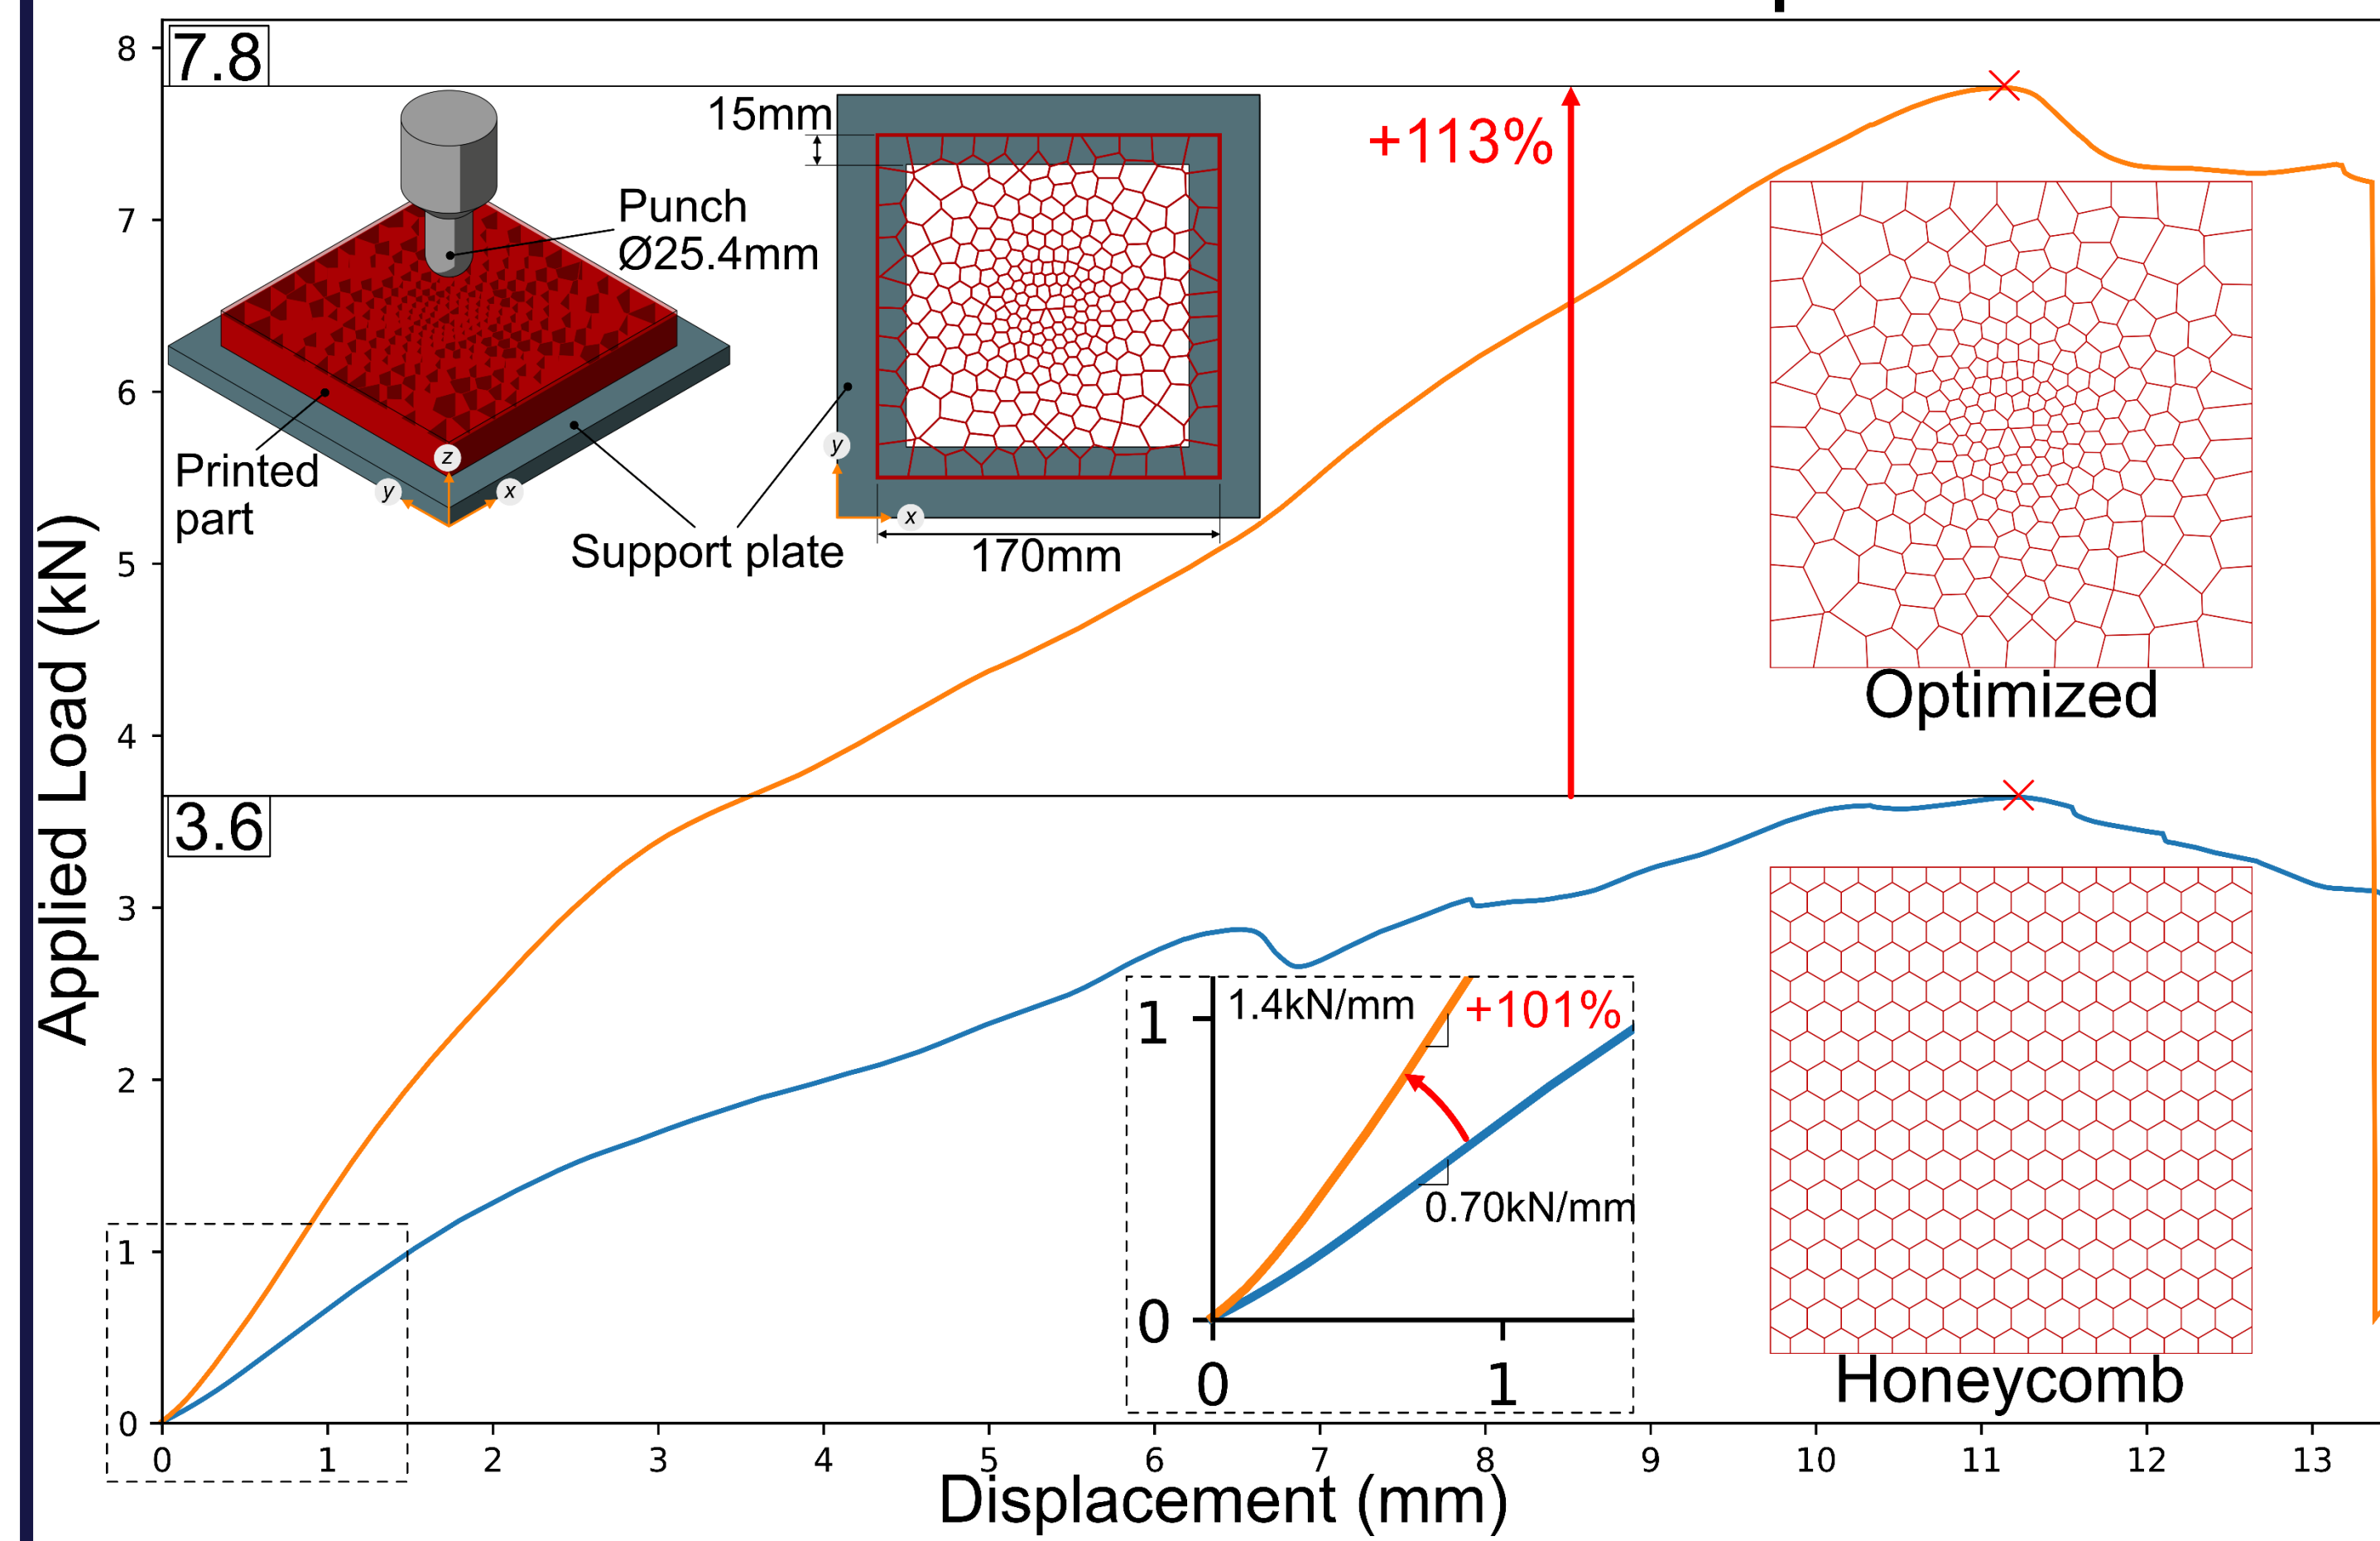 Applied Load (kN)
8
7
6
5
4
3
2
1
0
7.8
3.6
15mm
Punch
Ø25.4mm
Printed
part
z
y
x
Support plate
y
x
170mm
+113%
Optimized
1
1.4kN/mm
+101%
0.70kN/mm
0
0
1
Honeycomb
0
1
2
3
4
5
6
7
8
9
10
11
12
13
Displacement (mm)